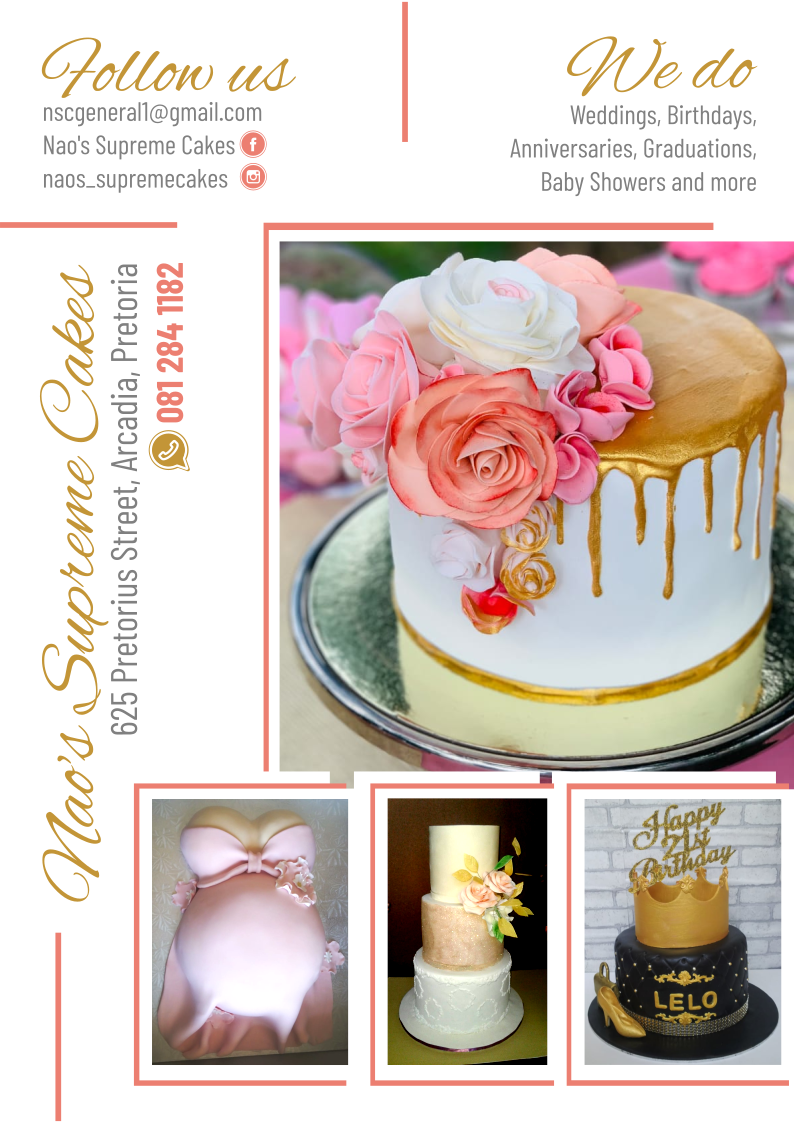 Follow us
nscgeneral1@gmail.com
Nao's Supreme Cakes
naos_supremecakes
We do
Weddings, Birthdays,
Anniversaries, Graduations,
Baby Showers and more
Nao's Supreme Cakes
625 Pretorius Street, Arcadia, Pretoria
081 284 1182
Happy
21st
Birthday
LELO